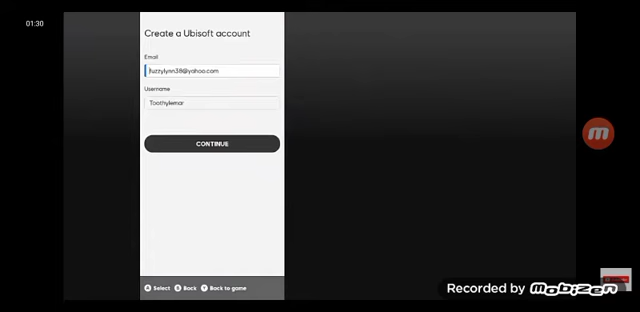 01:30
Create a Ubisoft account
Email
fuzzylynn38@yahoo.com
Username
Toothylemar
CONTINUE
A Select B Back Y Back to game
Recorded by Mobizen